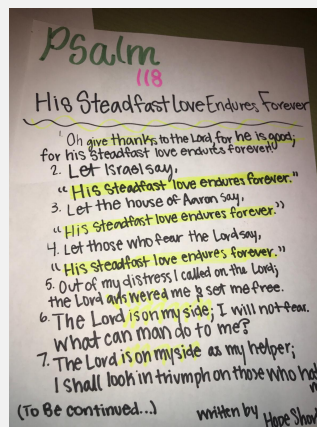 Psalm
118
His Steadfast Love Endures Forever
1. Oh give thanks to the Lord, for he is good;
for his steadfast love endures forever!
2. Let Israel say,
"His Steadfast love endures forever."
3. Let the house of Aaron say,
"His steadfast love endures forever."
4. Let those who fear the Lord say,
"His steadfast love endures forever."
5. Out of my distress I called on the Lord;
the Lord answered me & set me free.
6. The Lord is on my side; I will not fear.
What can man do to me?
7. The Lord is on my side as my helper;
I shall look in triumph on those who
(To Be continued...) written by Hope